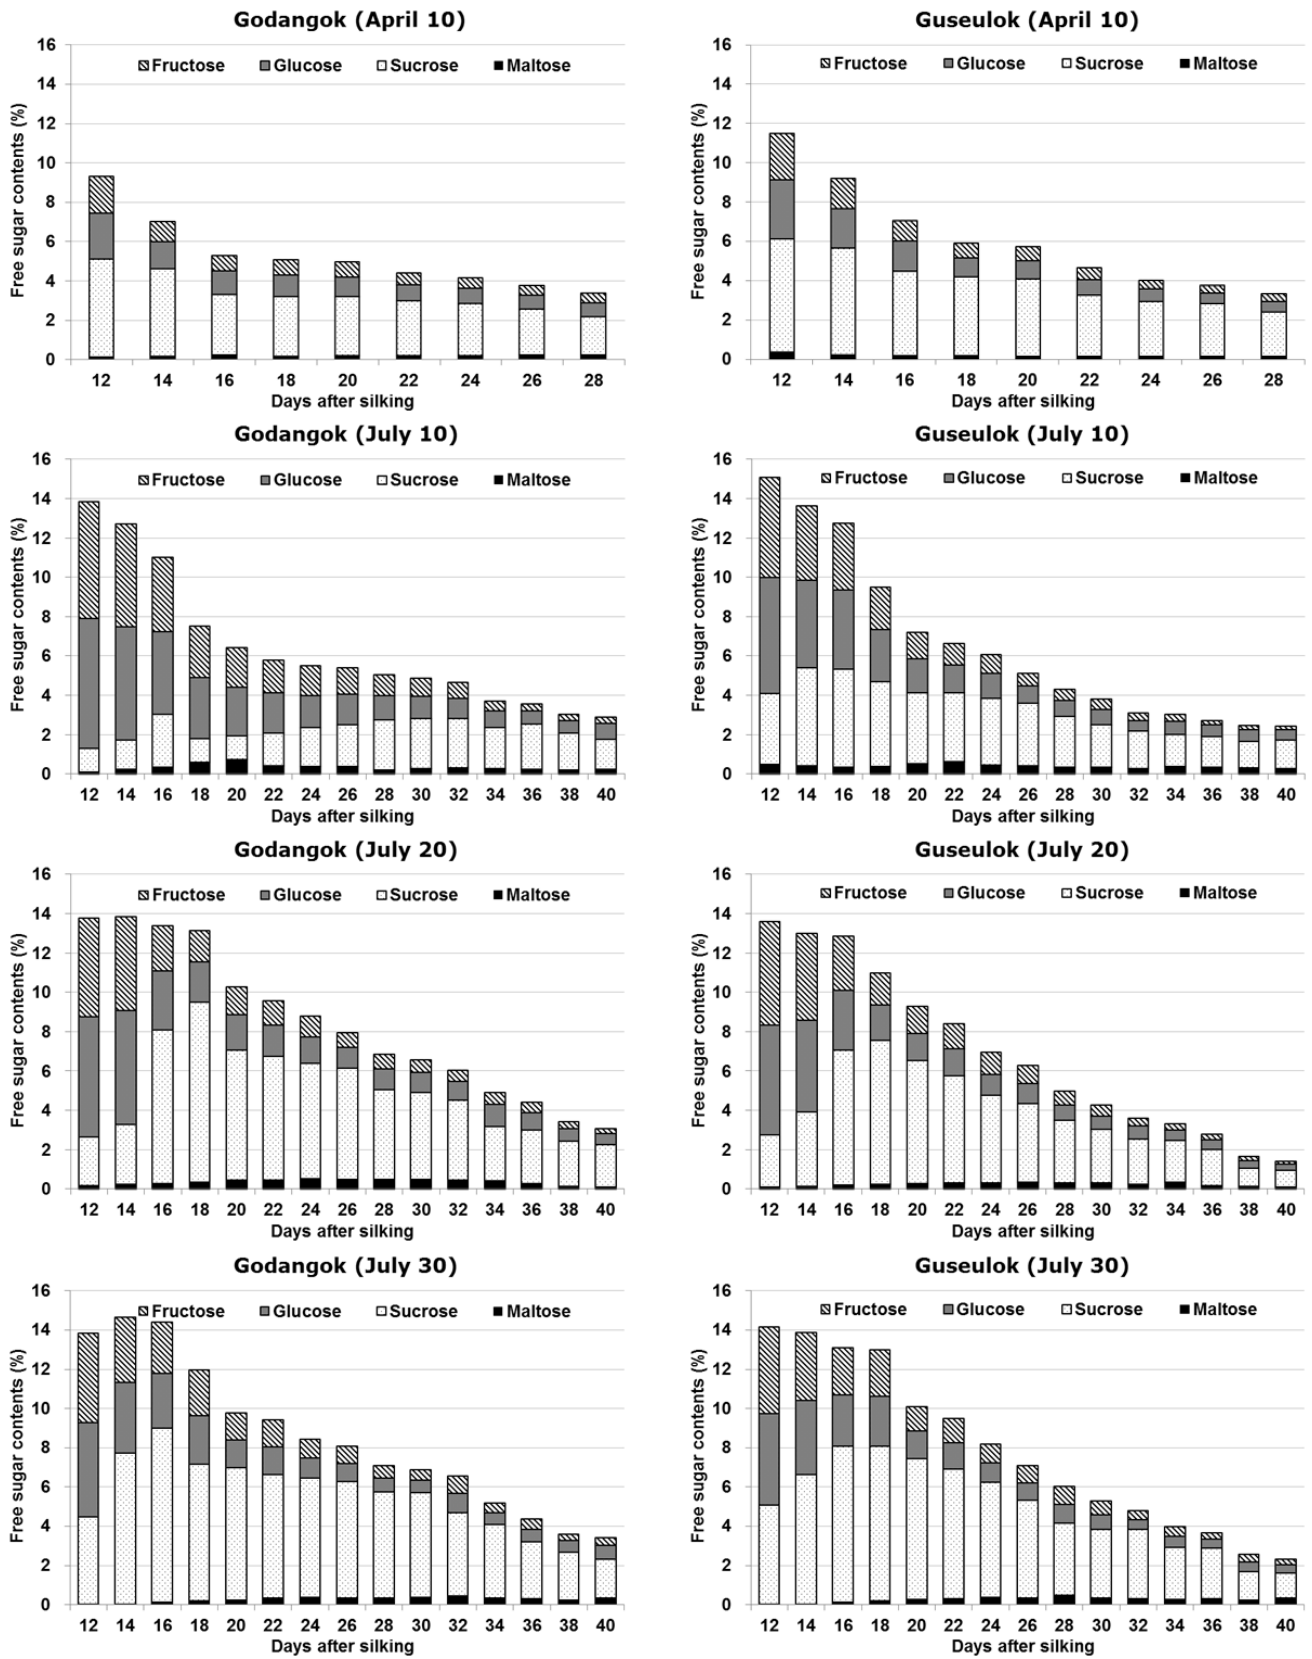 Godangok (April 10)
16
14
12
10
8
6
4
2
0
Free sugar contents (%)
Fructose Glucose Sucrose Maltose
12 14 16 18 20 22 24 26 28
Days after silking
Guseulok (April 10)
16
14
12
10
8
6
4
2
0
Free sugar contents (%)
Fructose Glucose Sucrose Maltose
12 14 16 18 20 22 24 26 28
Days after silking
Godangok (July 10)
16
14
12
10
8
6
4
2
0
Free sugar contents (%)
Fructose Glucose Sucrose Maltose
12 14 16 18 20 22 24 26 28 30 32 34 36 38 40
Days after silking
Guseulok (July 10)
16
14
12
10
8
6
4
2
0
Free sugar contents (%)
Fructose Glucose Sucrose Maltose
12 14 16 18 20 22 24 26 28 30 32 34 36 38 40
Days after silking
Godangok (July 20)
16
14
12
10
8
6
4
2
0
Free sugar contents (%)
Fructose Glucose Sucrose Maltose
12 14 16 18 20 22 24 26 28 30 32 34 36 38 40
Days after silking
Guseulok (July 20)
16
14
12
10
8
6
4
2
0
Free sugar contents (%)
Fructose Glucose Sucrose Maltose
12 14 16 18 20 22 24 26 28 30 32 34 36 38 40
Days after silking
Godangok (July 30)
16
14
12
10
8
6
4
2
0
Free sugar contents (%)
Fructose Glucose Sucrose Maltose
12 14 16 18 20 22 24 26 28 30 32 34 36 38 40
Days after silking
Guseulok (July 30)
16
14
12
10
8
6
4
2
0
Free sugar contents (%)
Fructose Glucose Sucrose Maltose
12 14 16 18 20 22 24 26 28 30 32 34 36 38 40
Days after silking